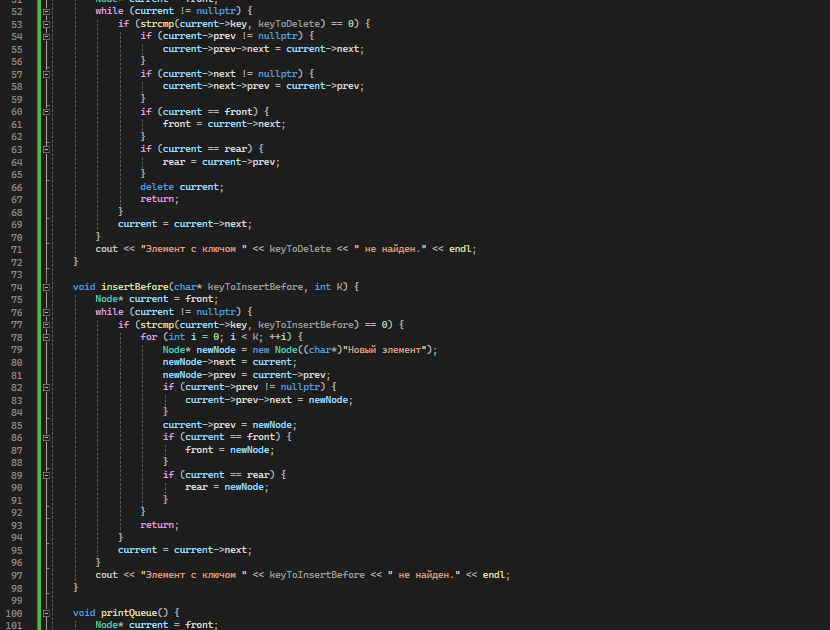 51 Node* current = front;
52 while (current != nullptr) {
53 if (strcmp(current->key, keyToDelete) == 0) {
54 if (current->prev != nullptr) {
55 current->prev->next = current->next;
56 }
57 if (current->next != nullptr) {
58 current->next->prev = current->prev;
59 }
60 if (current == front) {
61 front = current->next;
62 }
63 if (current == rear) {
64 rear = current->prev;
65 }
66 delete current;
67 return;
68 }
69 current = current->next;
70 }
71 cout << "Элемент с ключом " << keyToDelete << " не найден." << endl;
72 }
73
74 void insertBefore(char* keyToInsertBefore, int K) {
75 Node* current = front;
76 while (current != nullptr) {
77 if (strcmp(current->key, keyToInsertBefore) == 0) {
78 for (int i = 0; i < K; ++i) {
79 Node* newNode = new Node((char*)"Новый элемент");
80 newNode->next = current;
81 newNode->prev = current->prev;
82 if (current->prev != nullptr) {
83 current->prev->next = newNode;
84 }
85 current->prev = newNode;
86 if (current == front) {
87 front = newNode;
88 }
89 if (current == rear) {
90 rear = newNode;
91 }
92 }
93 return;
94 }
95 current = current->next;
96 }
97 cout << "Элемент с ключом " << keyToInsertBefore << " не найден." << endl;
98 }
99
100 void printQueue() {
101 Node* current = front;